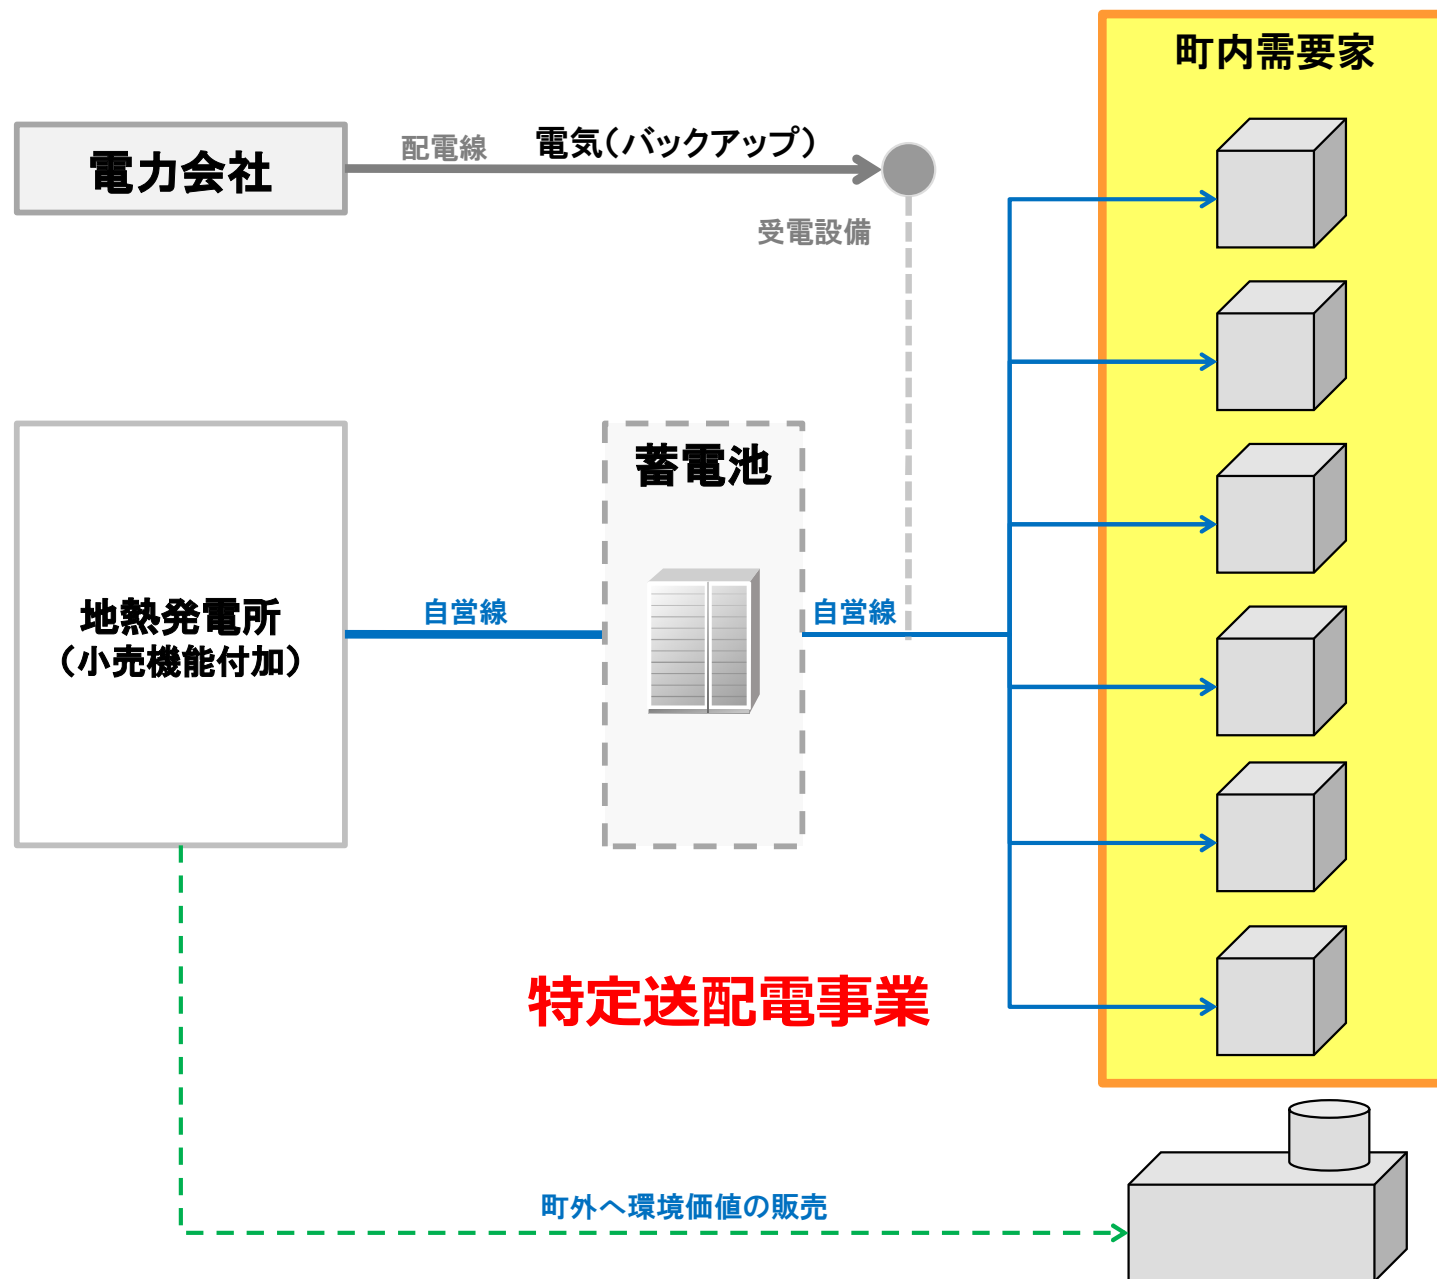 町内需要家
電力会社
配電線
電気(バックアップ)
受電設備
蓄電池
地熱発電所
(小売機能付加)
自営線
自営線
特定送配電事業
町外へ環境価値の販売